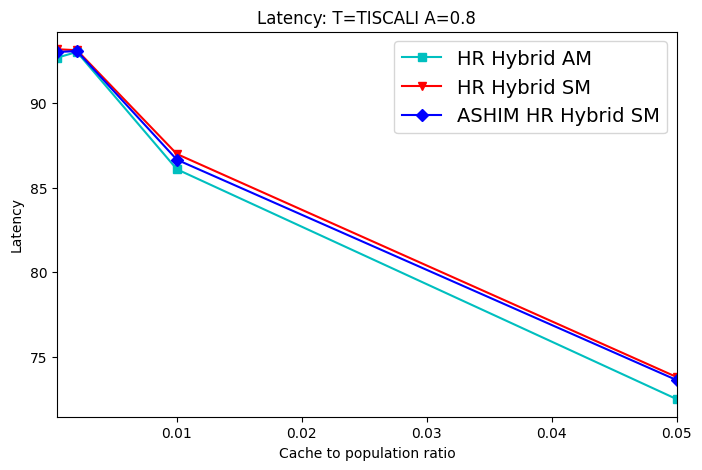 Latency: T=TISCALI A=0.8
HR Hybrid AM
HR Hybrid SM
ASHIM HR Hybrid SM
Latency
90
85
80
75
0.01
0.02
0.03
0.04
0.05
Cache to population ratio